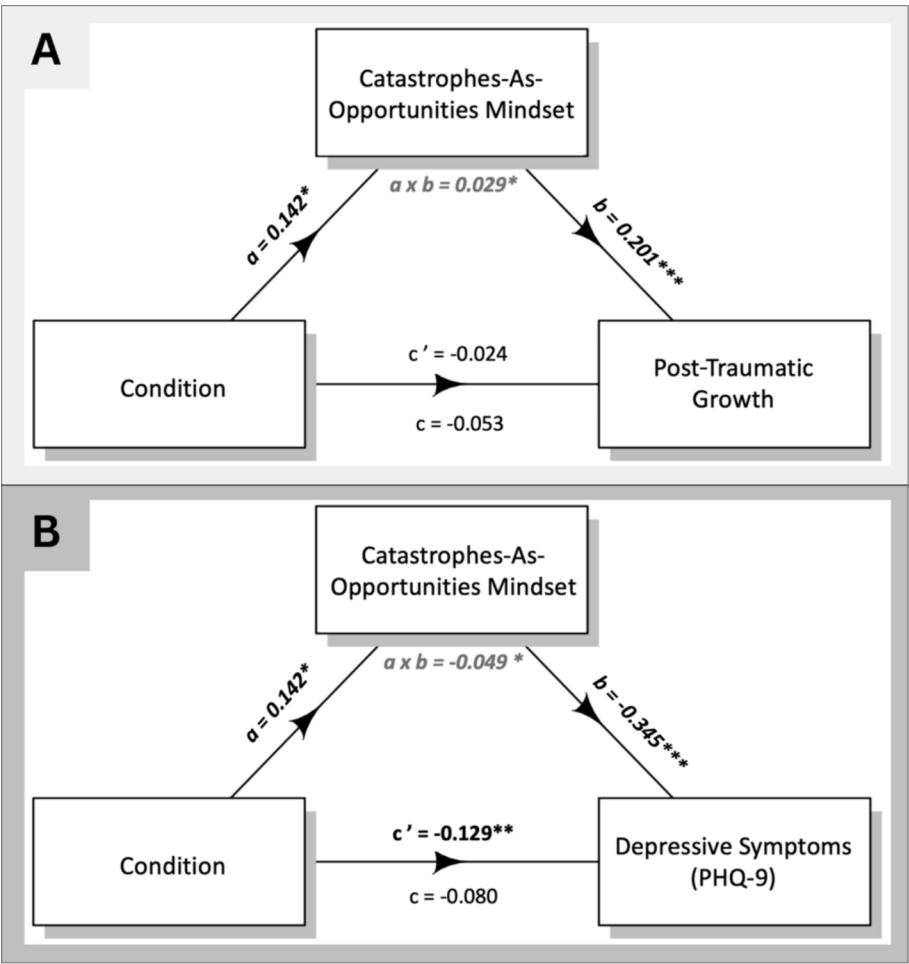 A
Catastrophes-As-
Opportunities Mindset
a x b = 0.029*
a = 0.142*
b = 0.201***
Condition
c ’ = -0.024
c = -0.053
Post-Traumatic
Growth
B
Catastrophes-As-
Opportunities Mindset
a x b = -0.049 *
a = 0.142*
b = -0.345***
Condition
c ’ = -0.129**
c = -0.080
Depressive Symptoms
(PHQ-9)